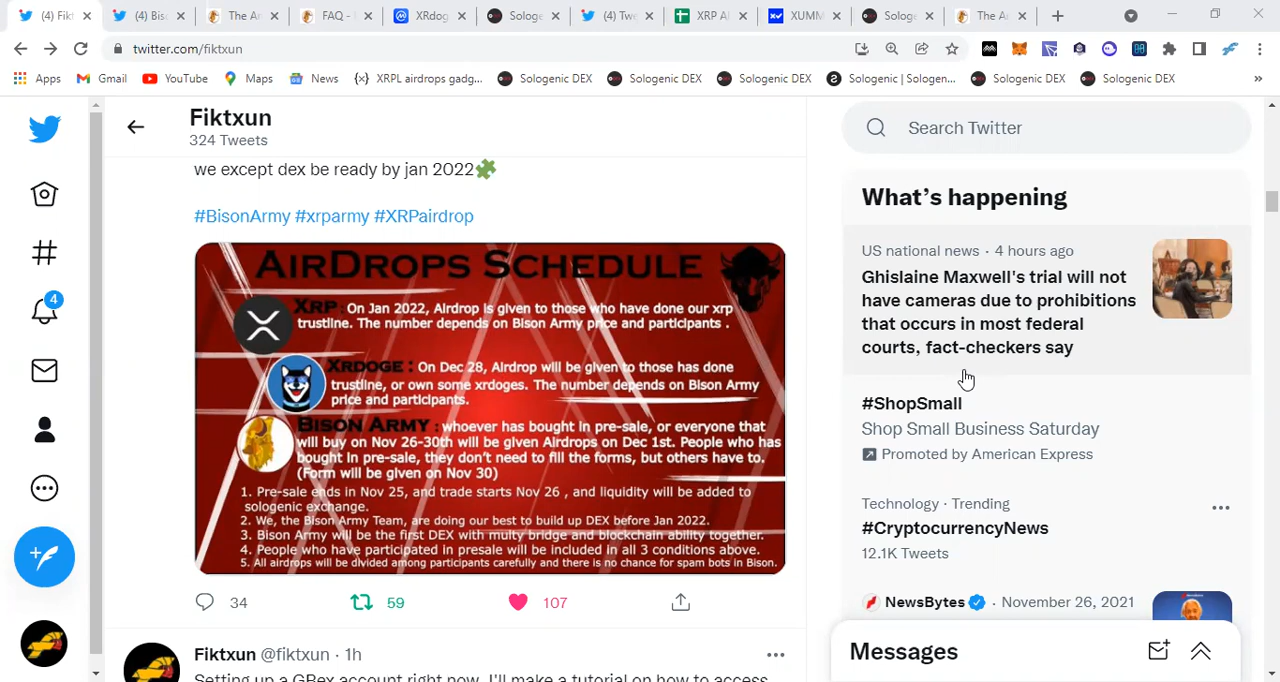 (4) Fikt
(4) Bis
The Ar
FAQ -
XRdog
Sologe
(4) Twe
XRP Al
XUMM
Sologe
The Ar
twitter.com/fiktxun
Apps
Gmail
YouTube
Maps
News
{x} XRPL airdrops gadg...
Sologenic DEX
Sologenic DEX
Sologenic DEX
Sologenic | Sologen...
Sologenic DEX
Sologenic DEX
»
Fiktxun
324 Tweets
we except dex be ready by jan 2022
#BisonArmy #xrparmy #XRPairdrop
AIRDROPS SCHEDULE
XRP : On Jan 2022, Airdrop is given to those who have done our xrp
trustline. The number depends on Bison Army price and participants .
XRDOGE : On Dec 28, Airdrop will be given to those has done
trustline, or own some xrdoges. The number depends on Bison Army
price and participants.
BISON ARMY : whoever has bought in pre-sale, or everyone that
will buy on Nov 26-30th will be given Airdrops on Dec 1st. People who has
bought in pre-sale, they don't need to fill the forms, but others have to.
(Form will be given on Nov 30)
1. Pre-sale ends in Nov 25, and trade starts Nov 26 , and liquidity will be added to
sologenic exchange.
2. We, the Bison Army Team, are doing our best to build up DEX before Jan 2022.
3. Bison Army will be the first DEX with multy bridge and blockchain ability together.
4. People who have participated in presale will be included in all 3 conditions above.
5. All airdrops will be divided among participants carefully and there is no chance for spam bots in Bison.
34
59
107
Fiktxun @fiktxun · 1h
Setting up a GBex account right now. I'll make a tutorial on how to access
4
Search Twitter
What's happening
US national news · 4 hours ago
Ghislaine Maxwell's trial will not
have cameras due to prohibitions
that occurs in most federal
courts, fact-checkers say
#ShopSmall
Shop Small Business Saturday
Promoted by American Express
Technology · Trending
#CryptocurrencyNews
12.1K Tweets
NewsBytes · November 26, 2021
Messages